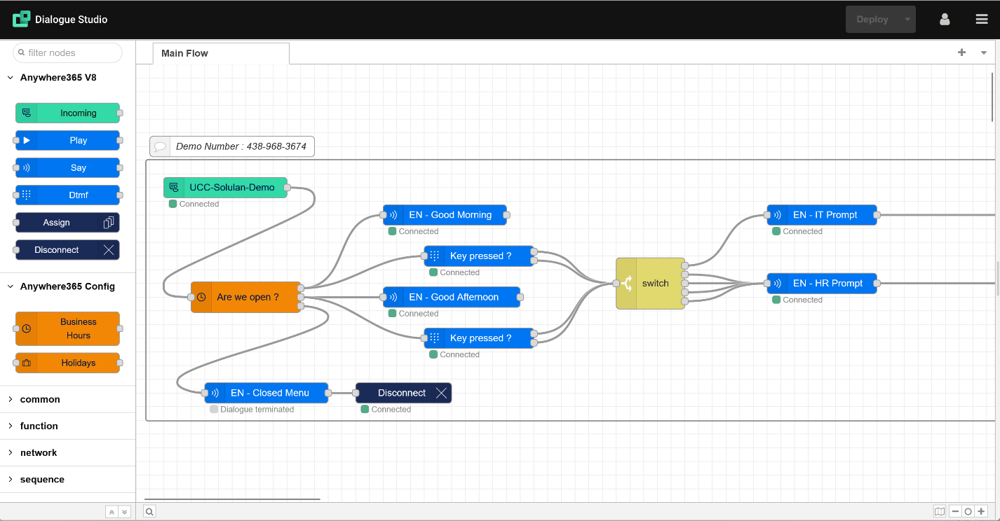 Dialogue Studio
Deploy
filter nodes
Main Flow
Anywhere365 V8
Incoming
Play
Say
Dtmf
Assign
Disconnect
Anywhere365 Config
Business
Hours
Holidays
common
function
network
sequence
Demo Number : 438-968-3674
UCC-Solulan-Demo
Connected
EN - Good Morning
Connected
EN - IT Prompt
Connected
Key pressed ?
Connected
Are we open ?
EN - Good Afternoon
Connected
switch
EN - HR Prompt
Connected
Key pressed ?
Connected
EN - Closed Menu
Dialogue terminated
Disconnect
Connected